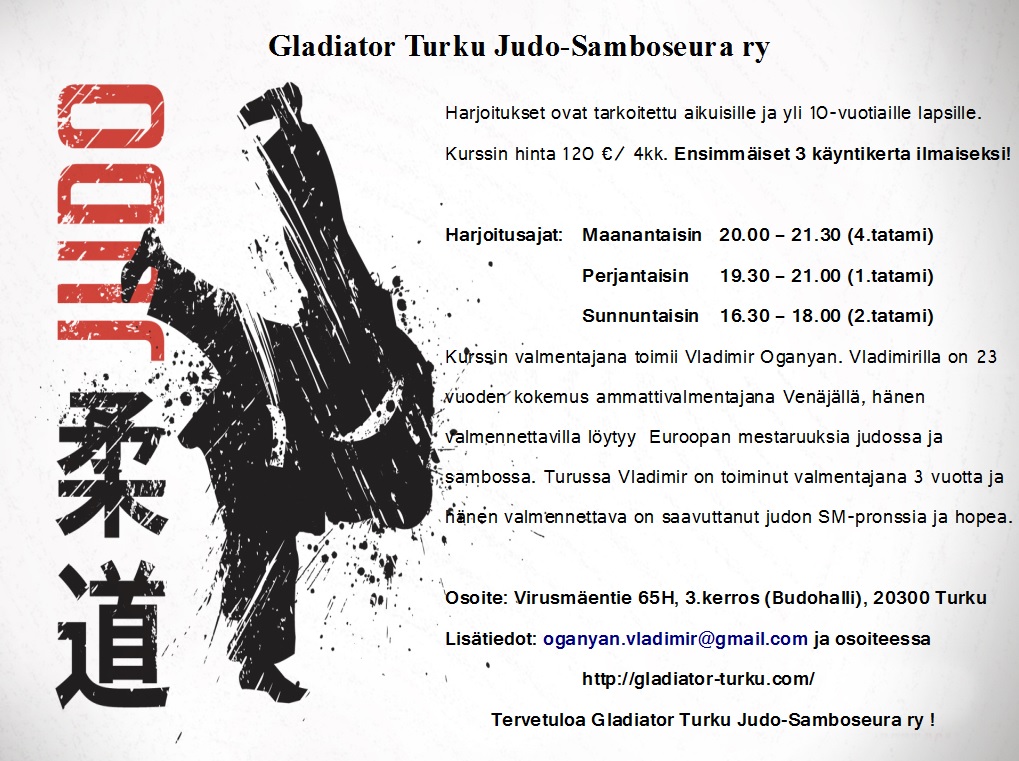 Gladiator Turku Judo-Samboseura ry
JUDO
柔道
Harjoitukset ovat tarkoitettu aikuisille ja yli 10-vuotiaille lapsille.
Kurssin hinta 120 €/ 4kk. Ensimmäiset 3 käyntikerta ilmaiseksi!
Harjoitusajat: Maanantaisin 20.00 – 21.30 (4.tatami)
Perjantaisin 19.30 – 21.00 (1.tatami)
Sunnuntaisin 16.30 – 18.00 (2.tatami)
Kurssin valmentajana toimii Vladimir Oganyan. Vladimirilla on 23
vuoden kokemus ammattivalmentajana Venäjällä, hänen
valmennettavilla löytyy Euroopan mestaruuksia judossa ja
sambossa. Turussa Vladimir on toiminut valmentajana 3 vuotta ja
hänen valmennettava on saavuttanut judon SM-pronssia ja hopea.
Osoite: Virusmäentie 65H, 3.kerros (Budohalli), 20300 Turku
Lisätiedot: oganyan.vladimir@gmail.com ja osoiteessa
http://gladiator-turku.com/
Tervetuloa Gladiator Turku Judo-Samboseura ry !